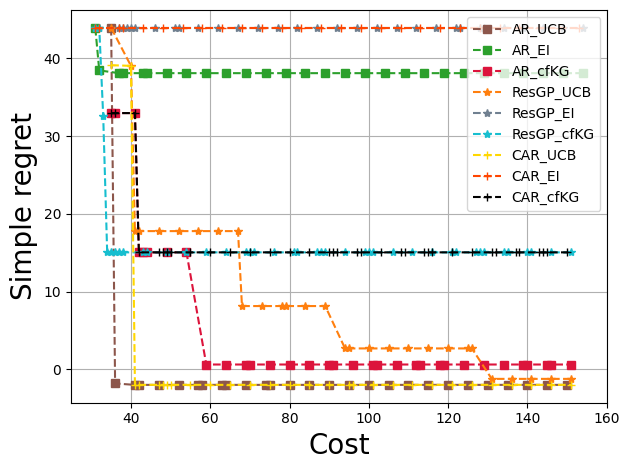 Simple regret
40
30
20
10
0
40
60
80
100
120
140
160
Cost
AR_UCB
AR_EI
AR_cfKG
ResGP_UCB
ResGP_EI
ResGP_cfKG
CAR_UCB
CAR_EI
CAR_cfKG